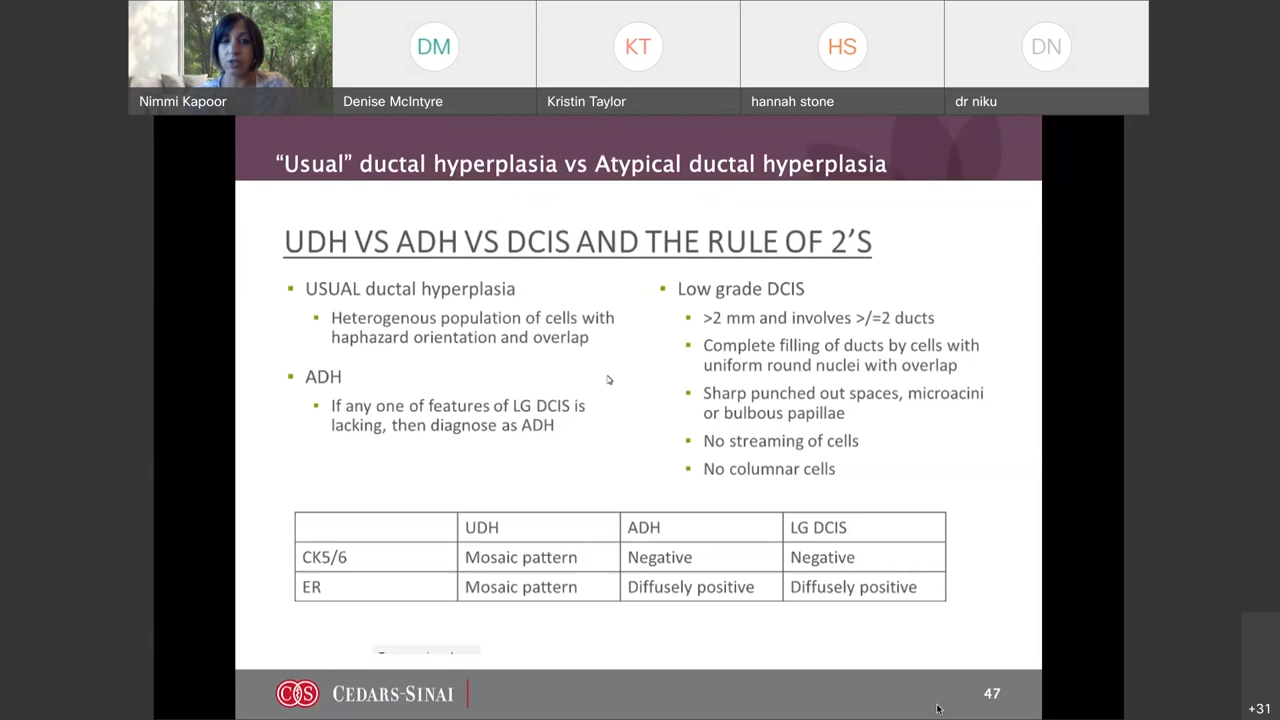 DM
KT
HS
DN
Nimmi Kapoor
Denise McIntyre
Kristin Taylor
hannah stone
dr niku
“Usual” ductal hyperplasia vs Atypical ductal hyperplasia
UDH VS ADH VS DCIS AND THE RULE OF 2’S
USUAL ductal hyperplasia
Heterogenous population of cells with
haphazard orientation and overlap
ADH
If any one of features of LG DCIS is
lacking, then diagnose as ADH
Low grade DCIS
>2 mm and involves >/=2 ducts
Complete filling of ducts by cells with
uniform round nuclei with overlap
Sharp punched out spaces, microacini
or bulbous papillae
No streaming of cells
No columnar cells
UDH ADH LG DCIS
CK5/6 Mosaic pattern Negative Negative
ER Mosaic pattern Diffusely positive Diffusely positive
CEDARS-SINAI
47
+31